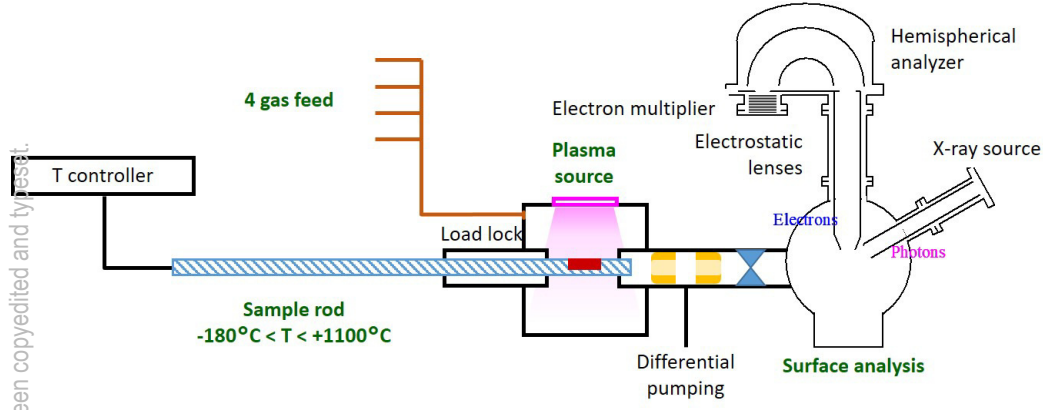 Hemispherical
analyzer
4 gas feed
Electron multiplier
Electrostatic
lenses
Plasma
source
X-ray source
T controller
Load lock
Electrons
Photons
Sample rod
-180°C < T < +1100°C
Differential
pumping
Surface analysis
een copyedited and typeset.